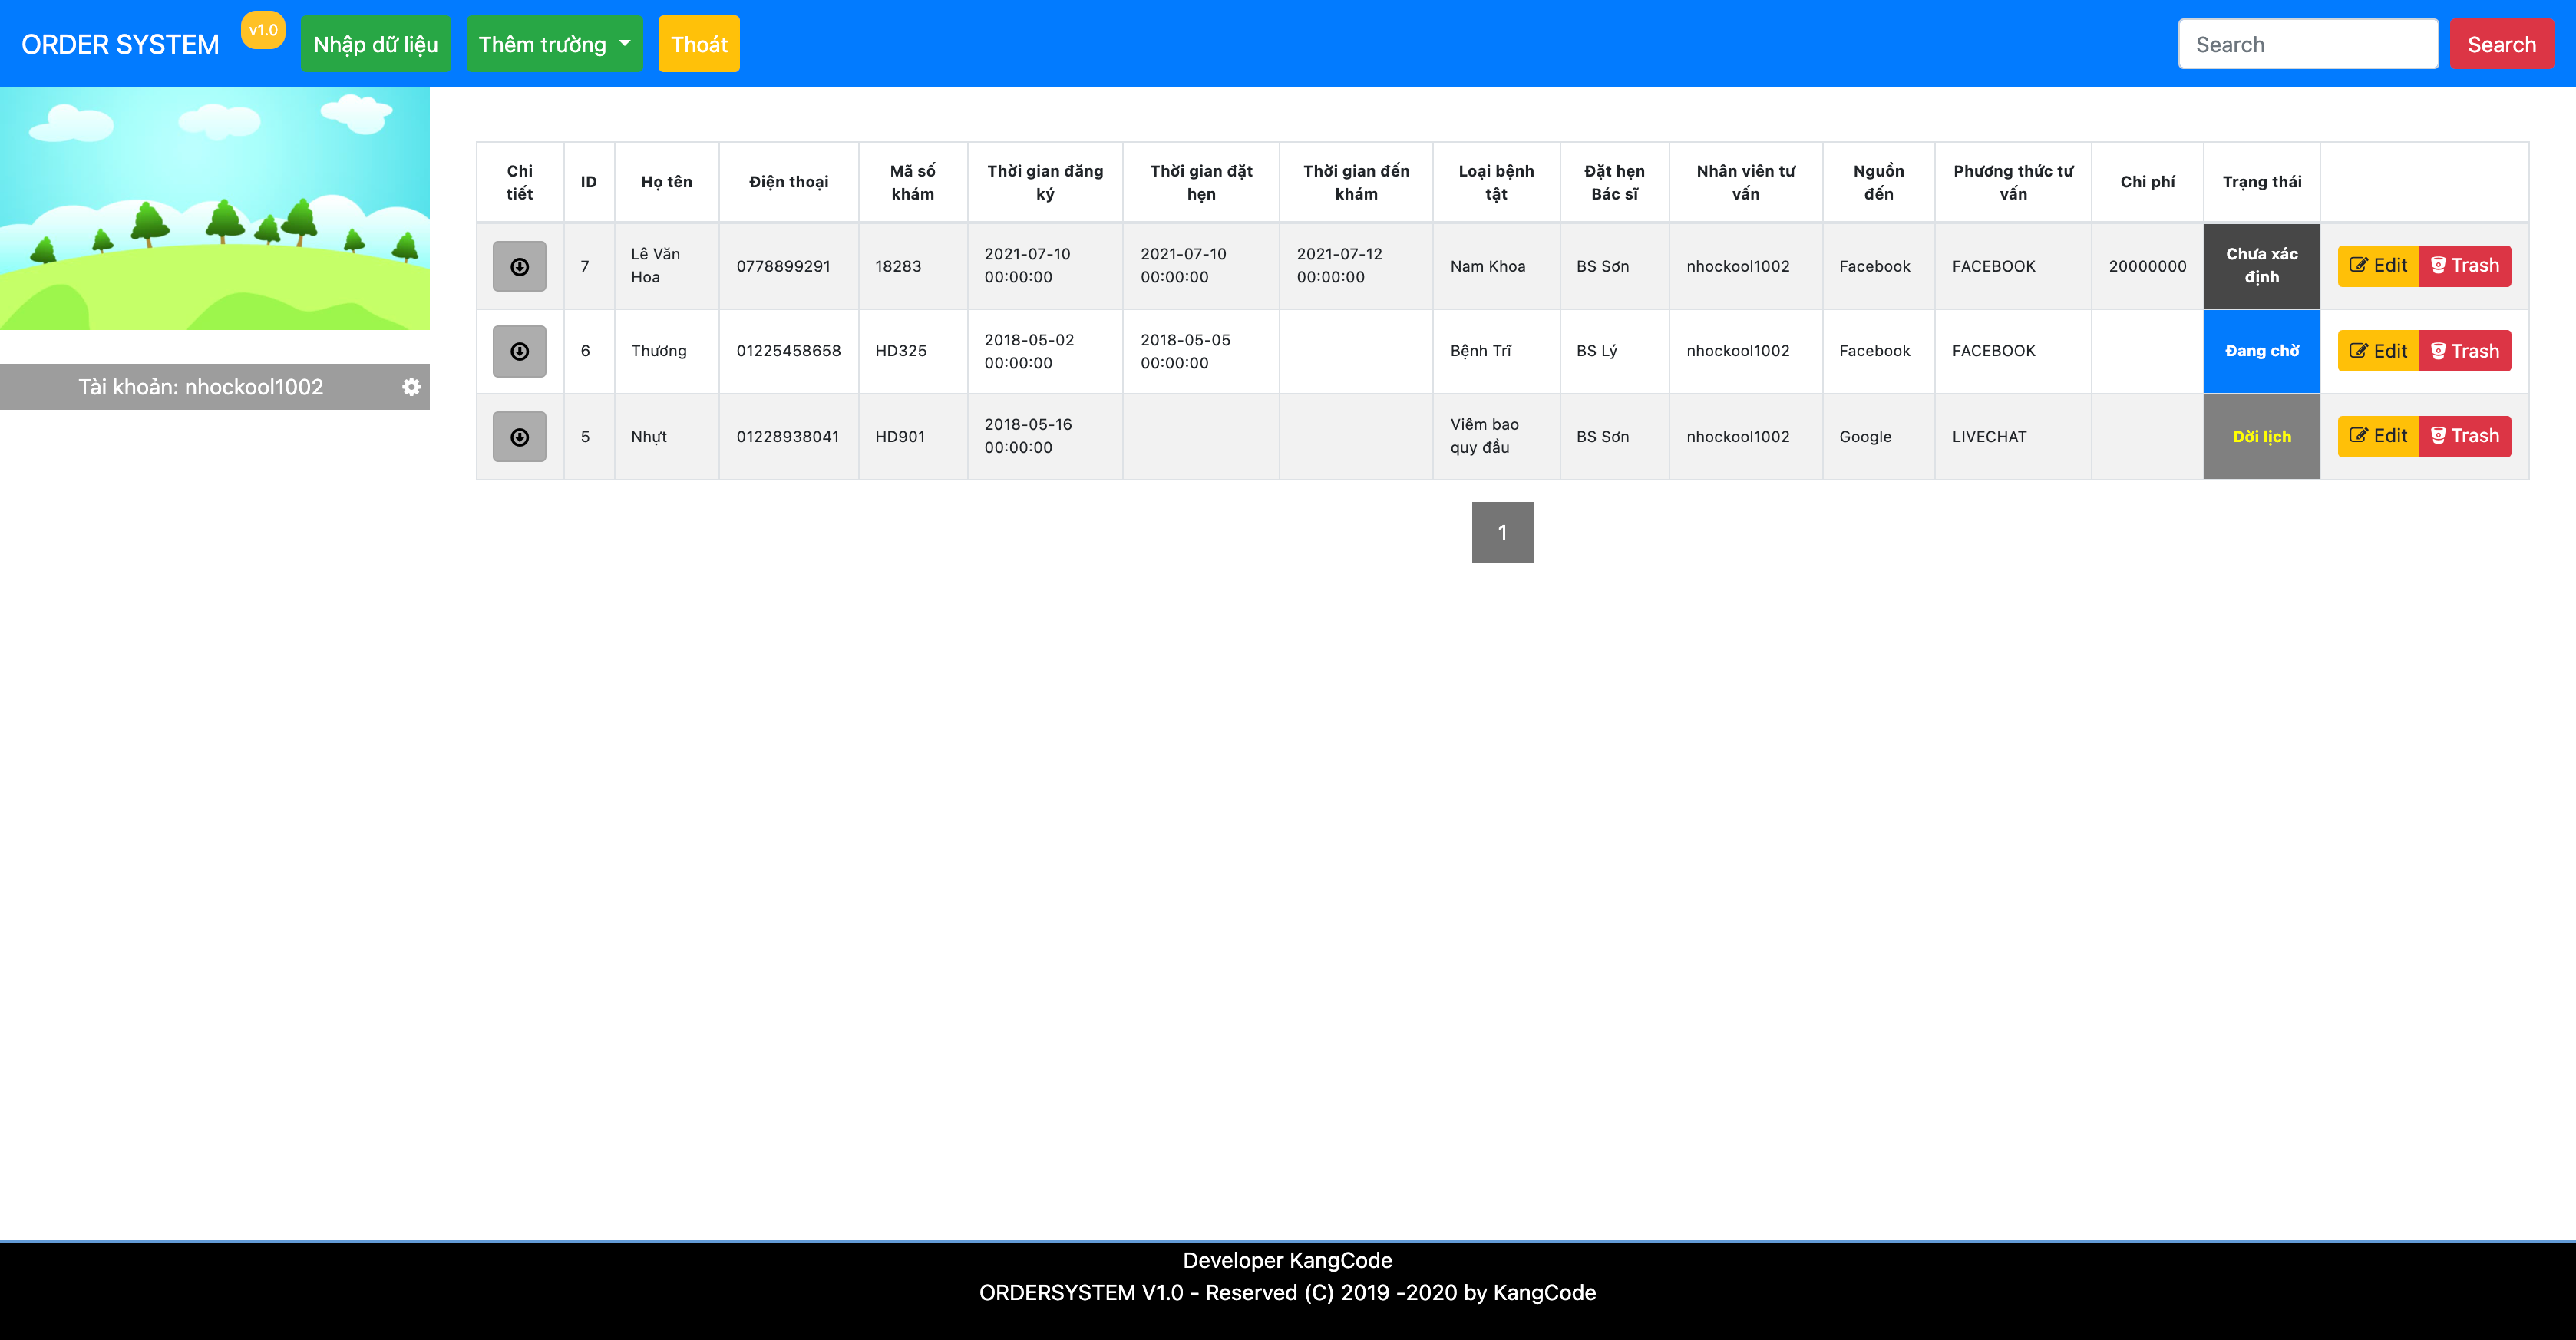 ORDER SYSTEM v1.0 Nhập dữ liệu Thêm trường Thoát Search Search
Tài khoản: nhockool1002
Chi tiết ID Họ tên Điện thoại Mã số khám Thời gian đăng ký Thời gian đặt hẹn Thời gian đến khám Loại bệnh tật Đặt hẹn Bác sĩ Nhân viên tư vấn Nguồn đến Phương thức tư vấn Chi phí Trạng thái
7 Lê Văn Hoa 0778899291 18283 2021-07-10 00:00:00 2021-07-10 00:00:00 2021-07-12 00:00:00 Nam Khoa BS Sơn nhockool1002 Facebook FACEBOOK 20000000 Chưa xác định Edit Trash
6 Thương 01225458658 HD325 2018-05-02 00:00:00 2018-05-05 00:00:00 Bệnh Trĩ BS Lý nhockool1002 Facebook FACEBOOK Đang chờ Edit Trash
5 Nhựt 01228938041 HD901 2018-05-16 00:00:00 Viêm bao quy đầu BS Sơn nhockool1002 Google LIVECHAT Dời lịch Edit Trash
1
Developer KangCode
ORDERSYSTEM V1.0 - Reserved (C) 2019 -2020 by KangCode